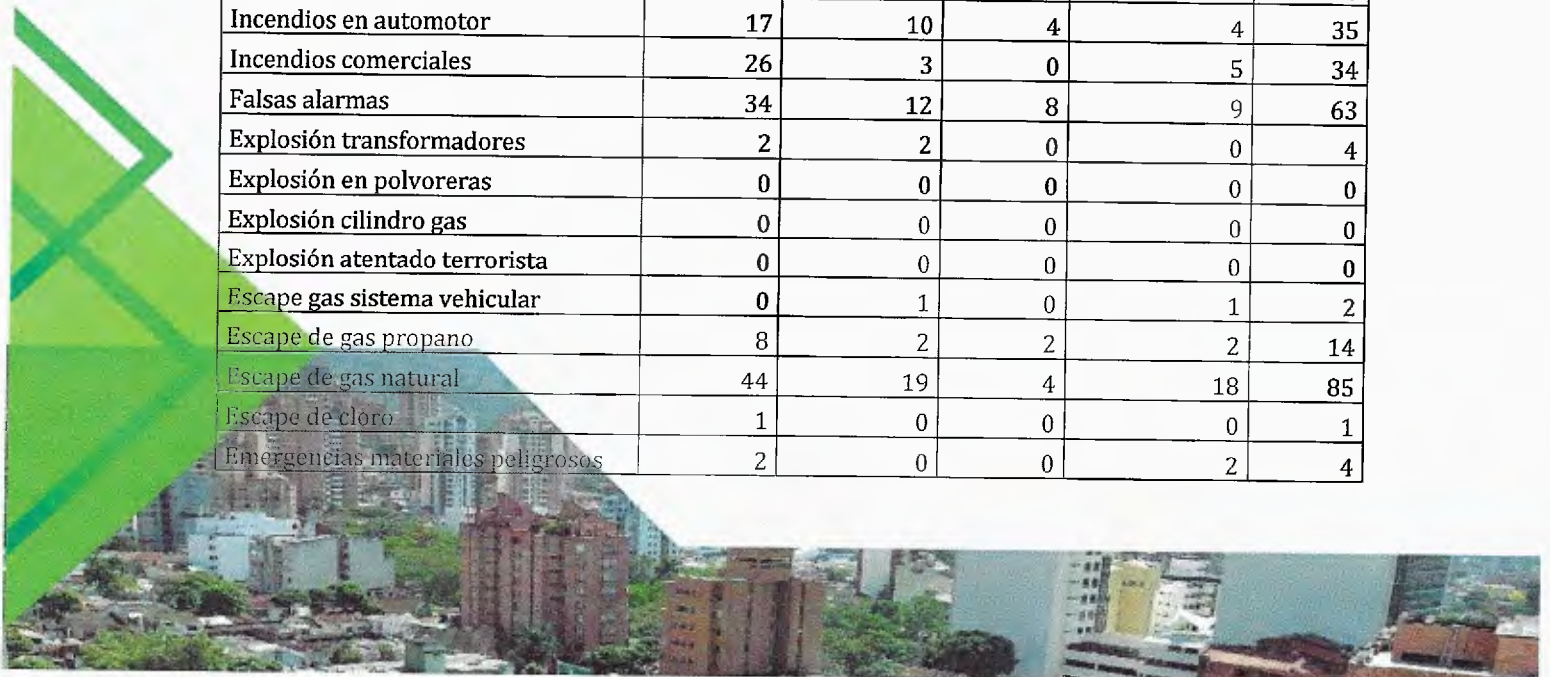 Incendios en automotor 17 10 4 4 35
Incendios comerciales 26 3 0 5 34
Falsas alarmas 34 12 8 9 63
Explosión transformadores 2 2 0 0 4
Explosión en polvoreras 0 0 0 0 0
Explosión cilindro gas 0 0 0 0 0
Explosión atentado terrorista 0 0 0 0 0
Escape gas sistema vehicular 0 1 0 1 2
Escape de gas propano 8 2 2 2 14
Escape de gas natural 44 19 4 18 85
Escape de cloro 1 0 0 0 1
Emergencias materiales peligrosos 2 0 0 2 4